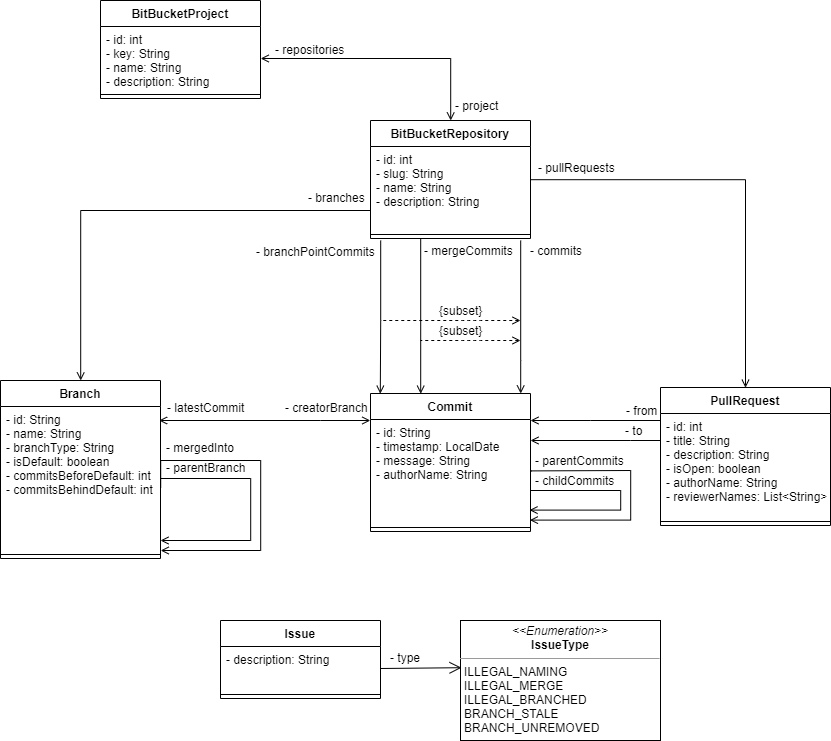 BitBucketProject
- id: int
- key: String
- name: String
- description: String
- repositories
- project
BitBucketRepository
- id: int
- slug: String
- name: String
- description: String
- pullRequests
- branches
- branchPointCommits
- mergeCommits
- commits
{subset}
{subset}
Branch
- id: String
- name: String
- branchType: String
- isDefault: boolean
- commitsBeforeDefault: int
- commitsBehindDefault: int
- latestCommit
- creatorBranch
- mergedInto
- parentBranch
Commit
- id: String
- timestamp: LocalDate
- message: String
- authorName: String
- from
- to
- parentCommits
- childCommits
PullRequest
- id: int
- title: String
- description: String
- isOpen: boolean
- authorName: String
- reviewerNames: List<String>
Issue
- description: String
- type
<<Enumeration>>
IssueType
ILLEGAL_NAMING
ILLEGAL_MERGE
ILLEGAL_BRANCHED
BRANCH_STALE
BRANCH_UNREMOVED